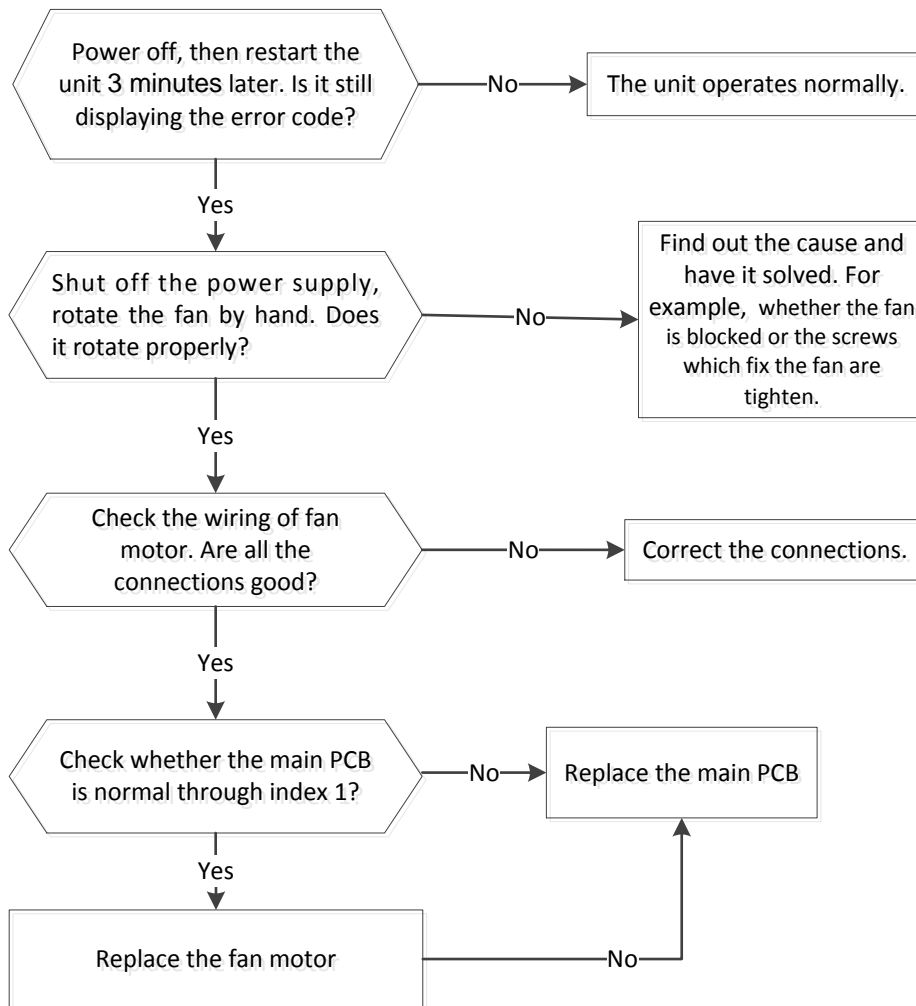 Power off, then restart the
unit 3 minutes later. Is it still
displaying the error code?
No
The unit operates normally.
Yes
Shut off the power supply,
rotate the fan by hand. Does
it rotate properly?
No
Find out the cause and
have it solved. For
example, whether the fan
is blocked or the screws
which fix the fan are
tighten.
Yes
Check the wiring of fan
motor. Are all the
connections good?
No
Correct the connections.
Yes
Check whether the main PCB
is normal through index 1?
No
Replace the main PCB
Yes
Replace the fan motor
No